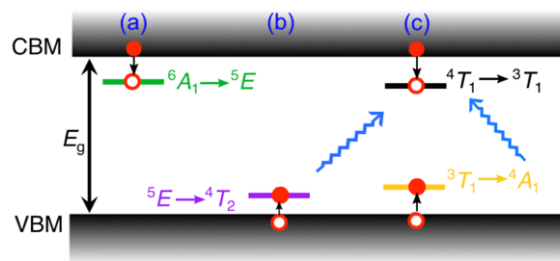 (a) (b) (c)
CBM
⁶A₁→⁵E
⁴T₁→³T₁
E_g
⁵E→⁴T₂
³T₁→⁴A₁
VBM